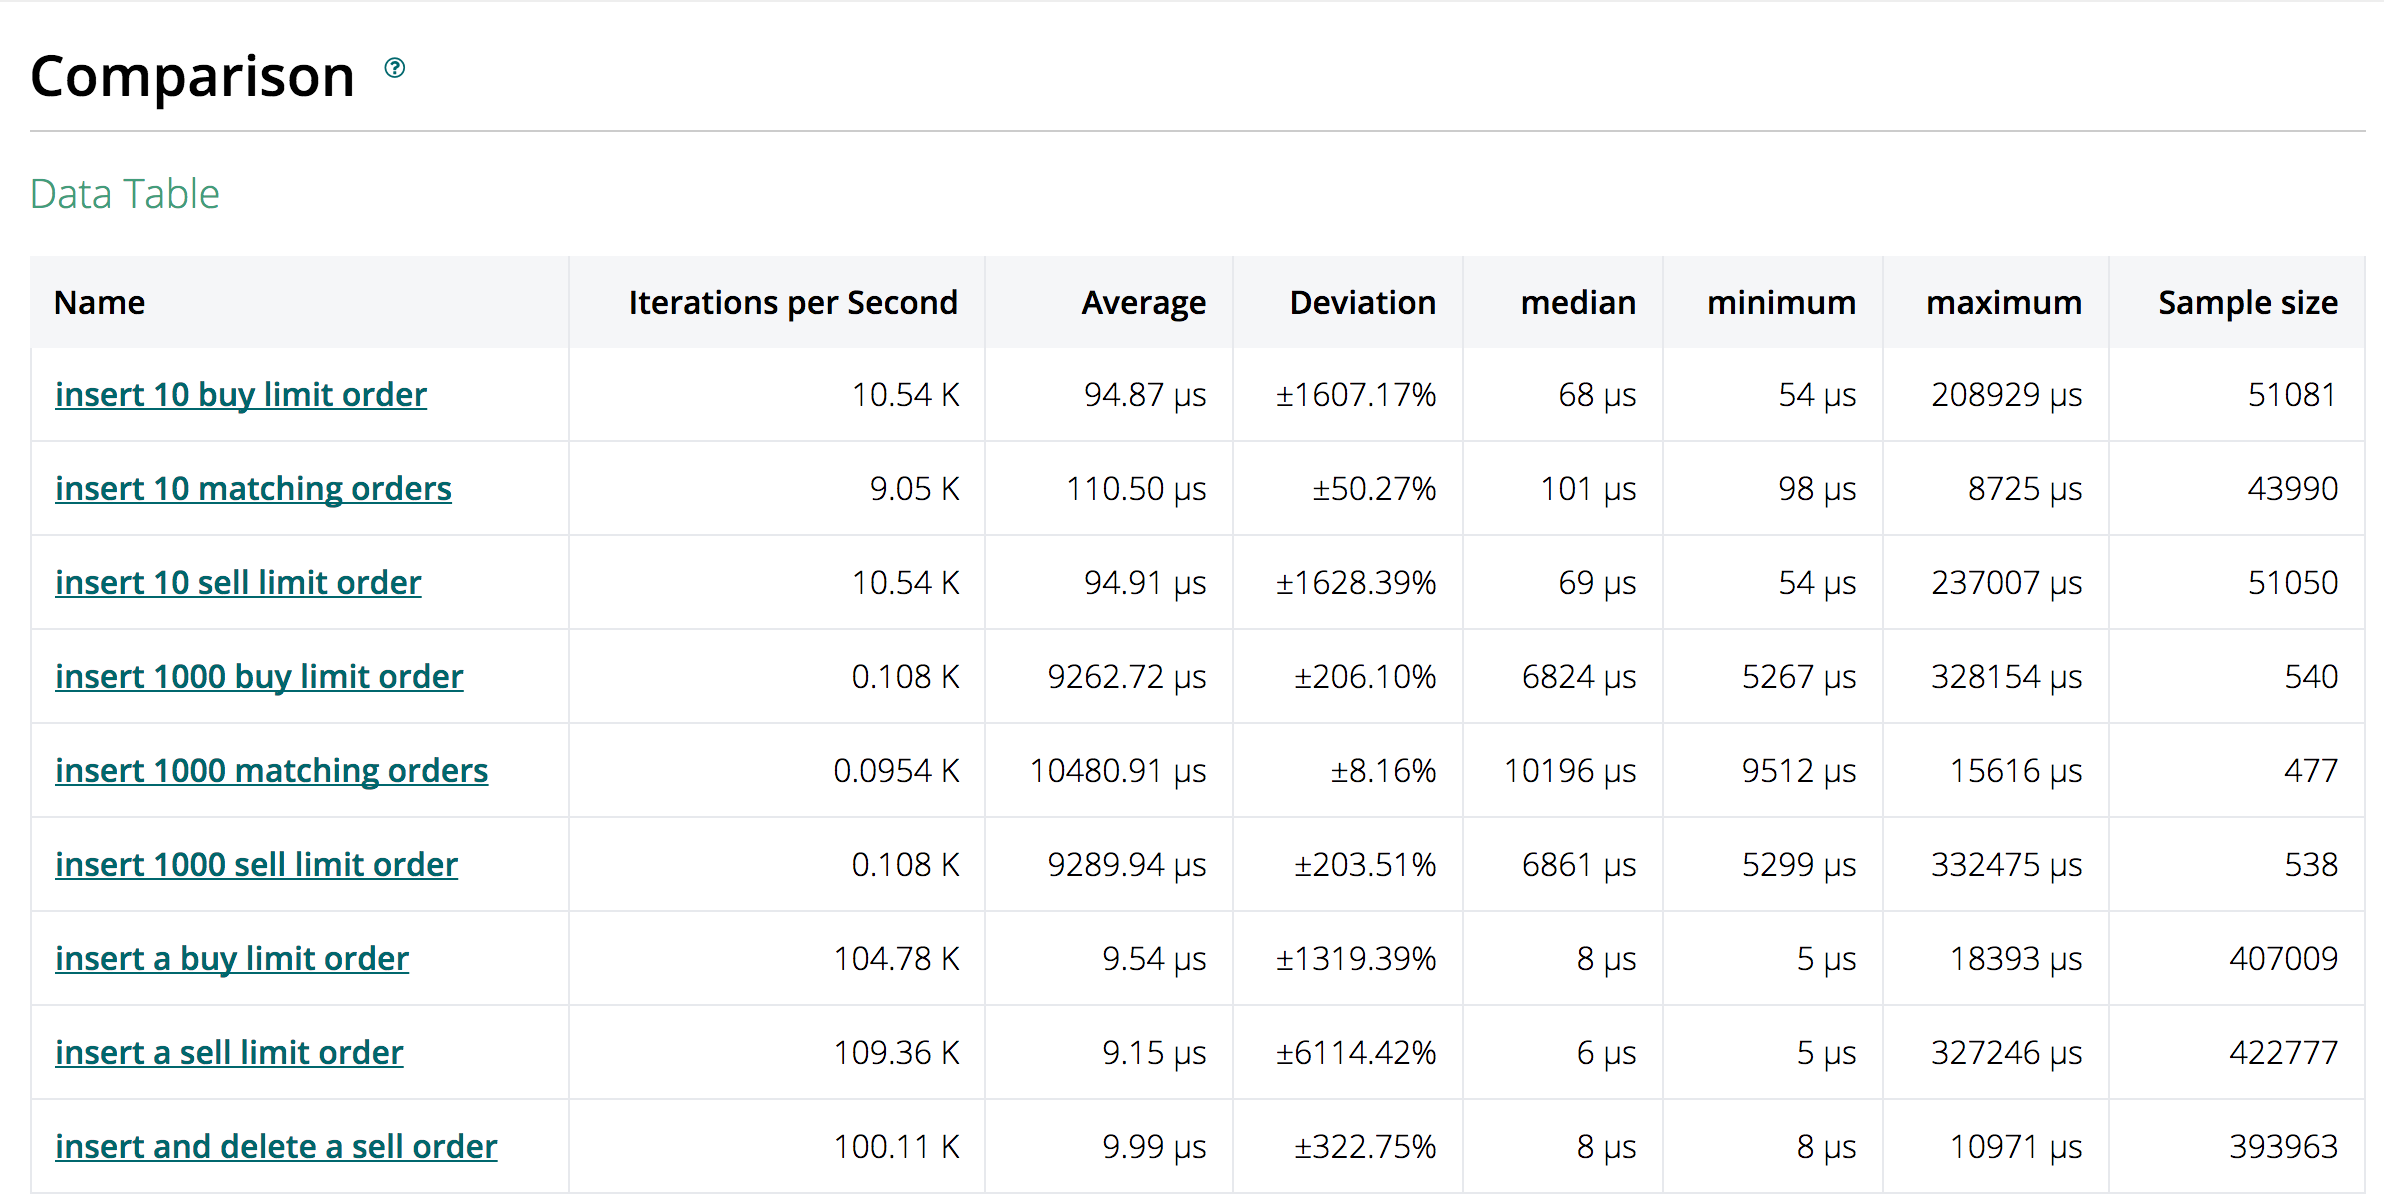 Comparison ?
Data Table
Name Iterations per Second Average Deviation median minimum maximum Sample size
insert 10 buy limit order 10.54 K 94.87 µs ±1607.17% 68 µs 54 µs 208929 µs 51081
insert 10 matching orders 9.05 K 110.50 µs ±50.27% 101 µs 98 µs 8725 µs 43990
insert 10 sell limit order 10.54 K 94.91 µs ±1628.39% 69 µs 54 µs 237007 µs 51050
insert 1000 buy limit order 0.108 K 9262.72 µs ±206.10% 6824 µs 5267 µs 328154 µs 540
insert 1000 matching orders 0.0954 K 10480.91 µs ±8.16% 10196 µs 9512 µs 15616 µs 477
insert 1000 sell limit order 0.108 K 9289.94 µs ±203.51% 6861 µs 5299 µs 332475 µs 538
insert a buy limit order 104.78 K 9.54 µs ±1319.39% 8 µs 5 µs 18393 µs 407009
insert a sell limit order 109.36 K 9.15 µs ±6114.42% 6 µs 5 µs 327246 µs 422777
insert and delete a sell order 100.11 K 9.99 µs ±322.75% 8 µs 8 µs 10971 µs 393963